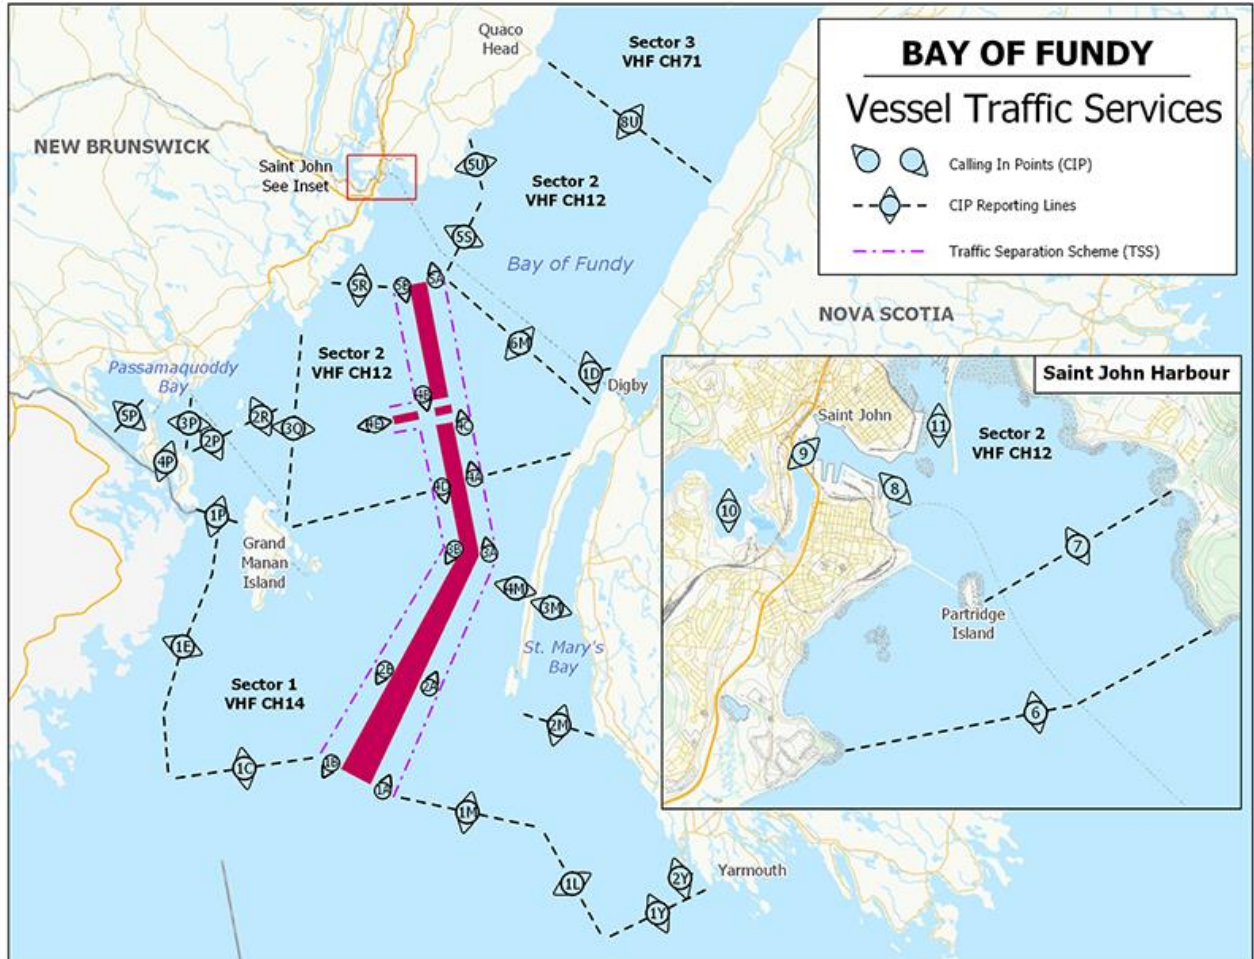 BAY OF FUNDY
Vessel Traffic Services
Calling In Points (CIP)
CIP Reporting Lines
Traffic Separation Scheme (TSS)
Quaco
Head
Sector 3
VHF CH71
8U
NEW BRUNSWICK
Saint John
See Inset
5U
Sector 2
VHF CH12
5S
Bay of Fundy
5R
5B
5A
NOVA SCOTIA
6M
Sector 2
VHF CH12
Passamaquoddy
Bay
1D
Digby
4B
5P
3P
2R
2P
3Q
4C
4P
4A
4D
1P
Grand
Manan
Island
3B
3A
4M
3M
St. Mary's
Bay
1E
2B
2A
Sector 1
VHF CH14
2M
1C
1B
1A
1M
1L
2Y
1Y
Yarmouth
Saint John Harbour
Saint John
11
Sector 2
VHF CH12
9
8
10
7
Partridge
Island
6